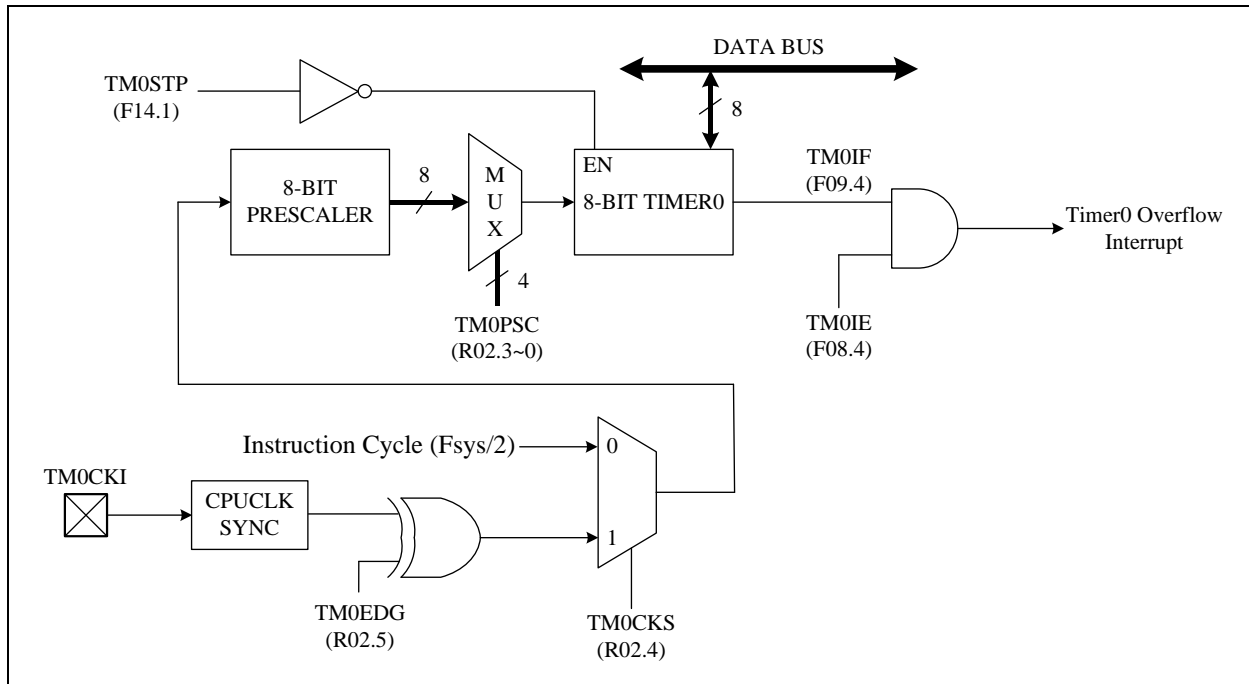 DATA BUS
TM0STP
(F14.1)
8
EN
8-BIT TIMER0
8-BIT
PRESCALER
8
M
U
X
4
TM0PSC
(R02.3~0)
TM0IF
(F09.4)
Timer0 Overflow
Interrupt
TM0IE
(F08.4)
Instruction Cycle (Fsys/2)
0
1
TM0CKI
CPUCLK
SYNC
TM0EDG
(R02.5)
TM0CKS
(R02.4)